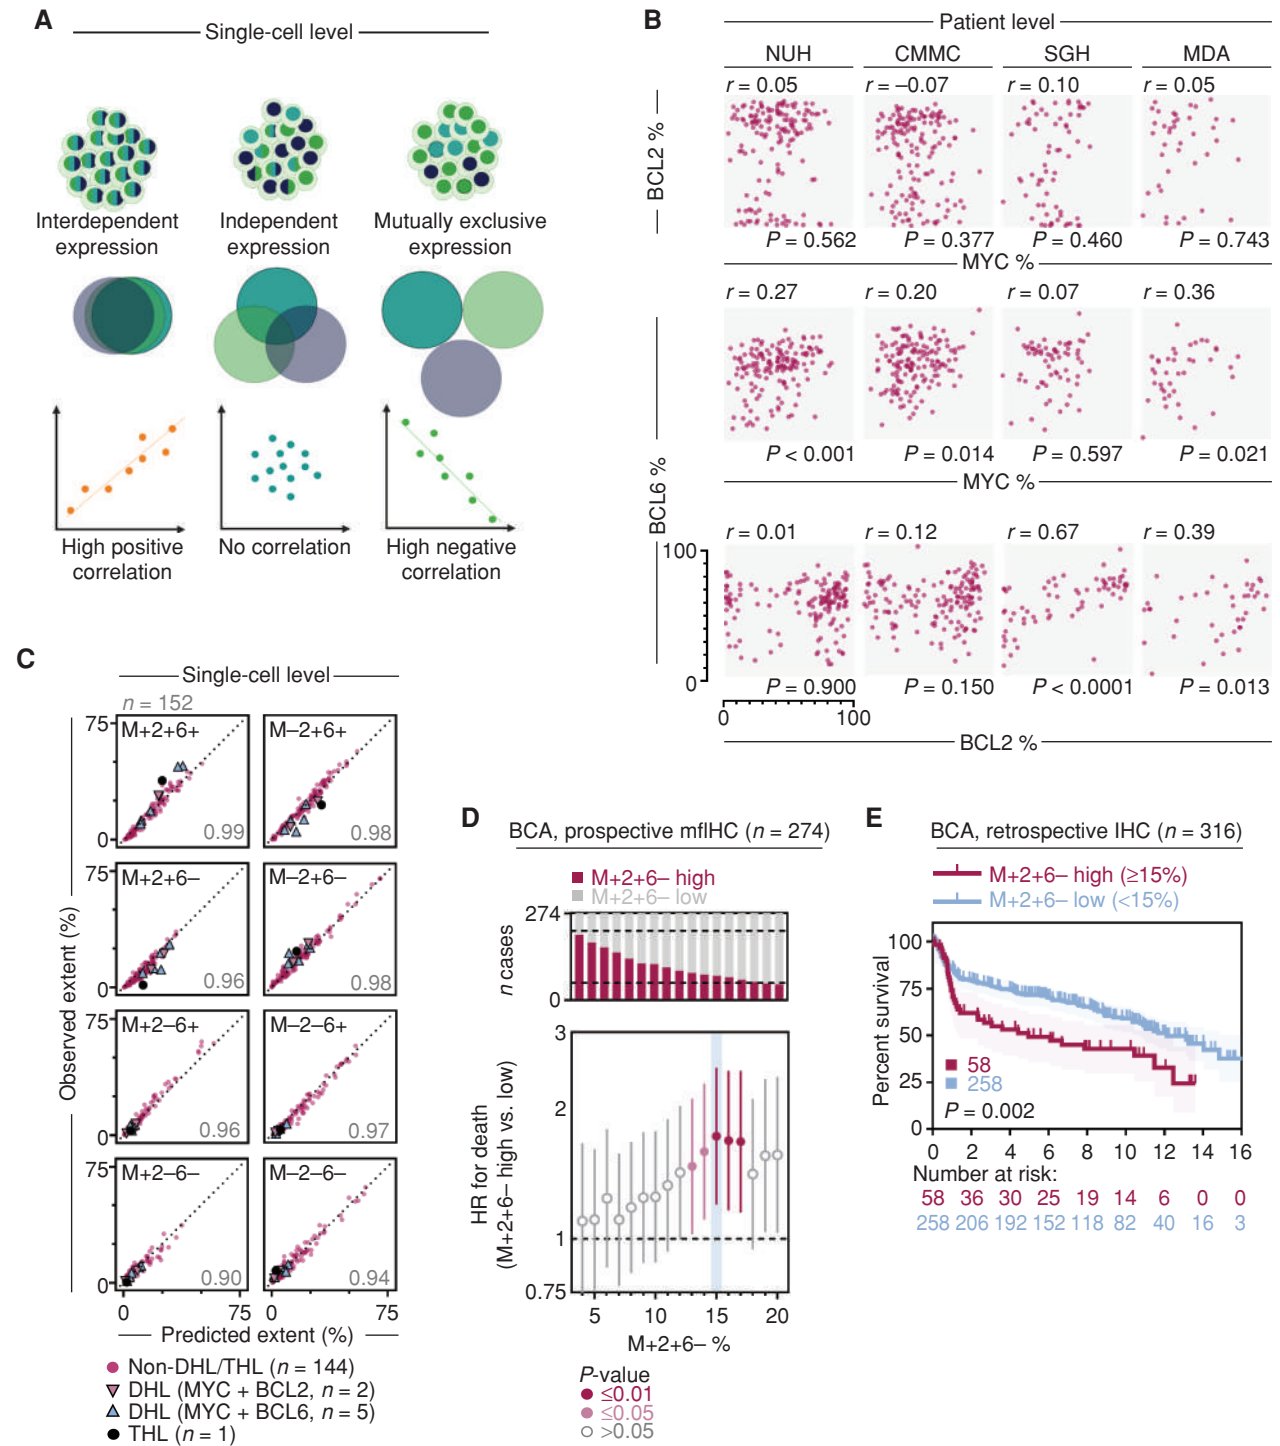 A
Single-cell level
Interdependent
expression
Independent
expression
Mutually exclusive
expression
High positive
correlation
No correlation
High negative
correlation
B
Patient level
NUH CMMC SGH MDA
r = 0.05 r = –0.07 r = 0.10 r = 0.05
BCL2 %
P = 0.562 P = 0.377 P = 0.460 P = 0.743
MYC %
r = 0.27 r = 0.20 r = 0.07 r = 0.36
P < 0.001 P = 0.014 P = 0.597 P = 0.021
MYC %
BCL6 %
r = 0.01 r = 0.12 r = 0.67 r = 0.39
100
0
P = 0.900 P = 0.150 P < 0.0001 P = 0.013
0 100
BCL2 %
C
Single-cell level
n = 152
75
M+2+6+ M–2+6+
0
0.99 0.98
75
M+2+6– M–2+6–
0
0.96 0.98
75
M+2–6+ M–2–6+
0
0.96 0.97
75
M+2–6– M–2–6–
0
0.90 0.94
Observed extent (%)
0 75 0 75
Predicted extent (%)
Non-DHL/THL (n = 144)
DHL (MYC + BCL2, n = 2)
DHL (MYC + BCL6, n = 5)
THL (n = 1)
D
BCA, prospective mfIHC (n = 274)
M+2+6– high
M+2+6– low
274
n cases
0
3
2
1
0.75
HR for death
(M+2+6– high vs. low)
5 10 15 20
M+2+6– %
P-value
≤0.01
≤0.05
>0.05
E
BCA, retrospective IHC (n = 316)
M+2+6– high (≥15%)
M+2+6– low (<15%)
100
75
50
25
0
Percent survival
58
258
P = 0.002
0 2 4 6 8 10 12 14 16
Number at risk:
58 36 30 25 19 14 6 0 0
258 206 192 152 118 82 40 16 3